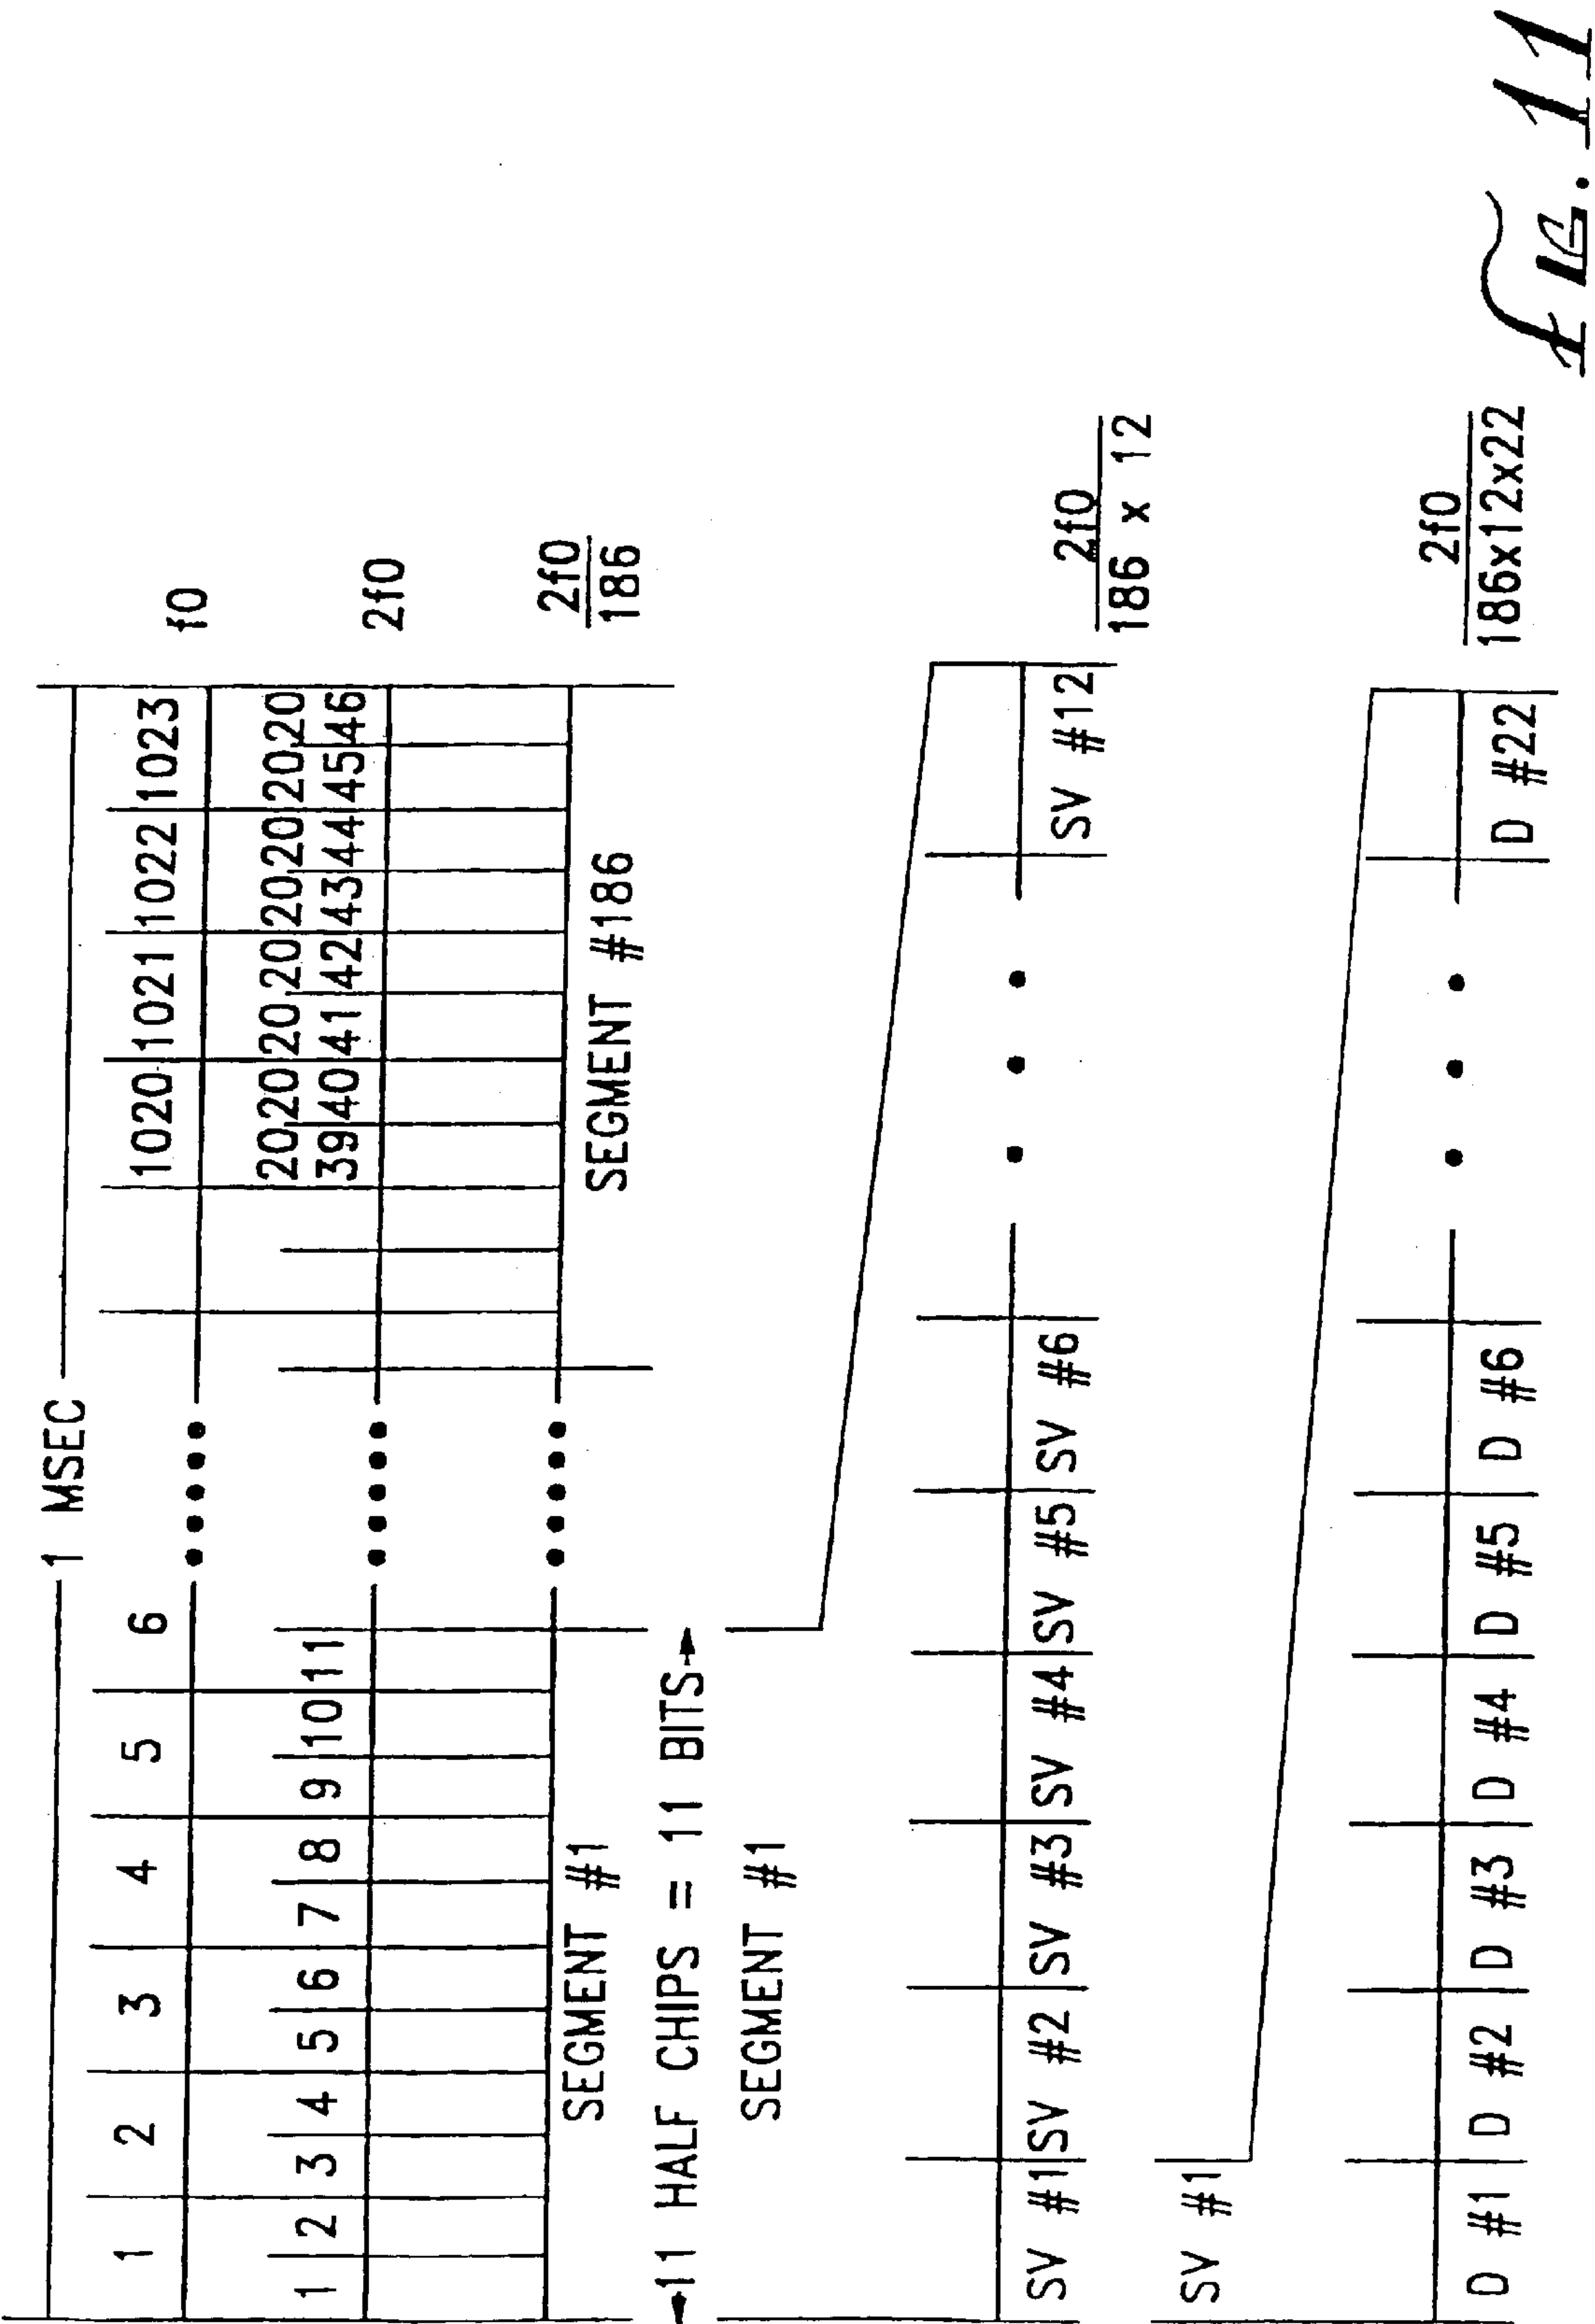 1 MSEC
1 2 3 4 5 6 1020 1021 1022 1023 f0
1 2 3 4 5 6 7 8 9 10 11 2039 2040 2041 2042 2043 2044 2045 2046 2f0
SEGMENT #1 SEGMENT #186 2f0
186
11 HALF CHIPS = 11 BITS
SEGMENT #1
SV #1 SV #2 SV #3 SV #4 SV #5 SV #6 SV #12 2f0
186 x 12
SV #1
D #1 D #2 D #3 D #4 D #5 D #6 D #22 2f0
186x12x22
FIG. 11